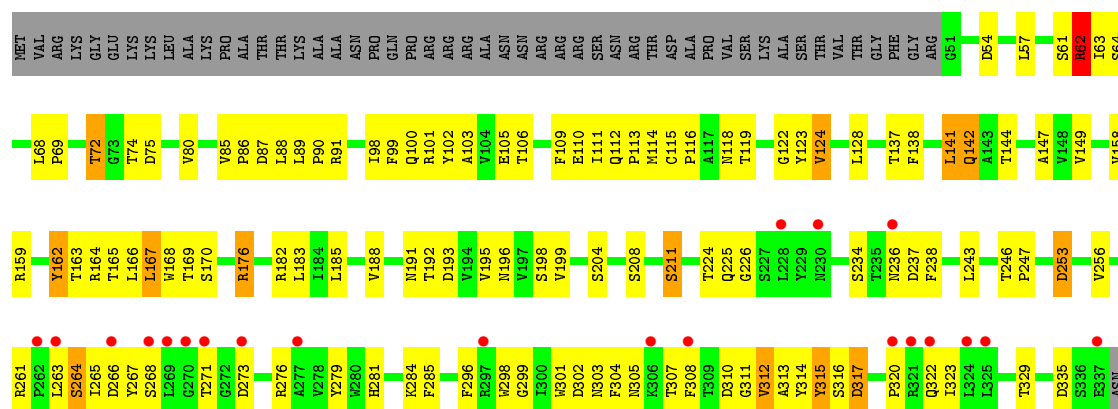 MET VAL ARG LYS GLY GLU LYS LYS LEU ALA LYS PRO ALA THR THR LYS ALA ALA ASN PRO GLN PRO ARG ARG ARG ALA ASN ASN ARG ARG ARG SER ASN ARG THR ASP ALA PRO VAL SER LYS ALA SER THR VAL THR GLY PHE GLY ARG G51 D54 L57 S61 R62 I63 S64
L68 P69 T72 G73 T74 D75 V80 V85 P86 D87 L88 L89 P90 R91 I98 F99 Q100 R101 Y102 A103 V104 E105 T106 F109 E110 I111 Q112 P113 M114 C115 P116 A117 N118 T119 G122 Y123 V124 L128 T137 F138 L141 Q142 A143 T144 A147 V148 V149 V158
R159 Y162 T163 R164 T165 L166 L167 W168 T169 S170 R176 R182 L183 I184 L185 V188 N191 T192 D193 V194 V195 N196 V197 S198 V199 S204 S208 S211 T224 Q225 G226 S227 L228 Y229 N230 S234 T235 N236 D237 F238 L243 T246 P247 D253 V256
R261 P262 L263 S264 I265 D266 Y267 S268 L269 G270 T271 G272 D273 R276 A277 V278 Y279 W280 H281 K284 F285 F296 R297 W298 G299 I300 W301 D302 N303 F304 N305 K306 T307 F308 T309 D310 G311 V312 A313 Y314 Y315 S316 D317 P320 R321 Q322 I323 L324 L325 T329 D335 S336 E337